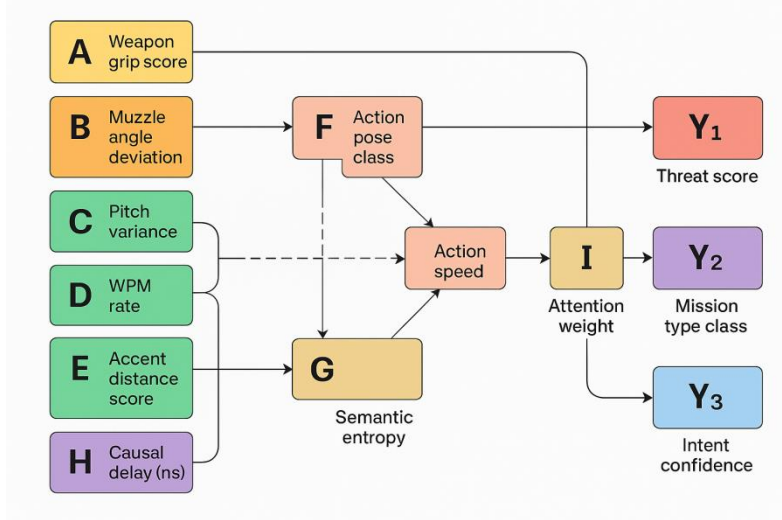 A Weapon
grip score
B Muzzle
angle
deviation
C Pitch
variance
D WPM
rate
E Accent
distance
score
H Causal
delay (ns)
F Action
pose
class
G
Semantic
entropy
Action
speed
I
Attention
weight
Y₁
Threat score
Y₂
Mission
type class
Y₃
Intent
confidence